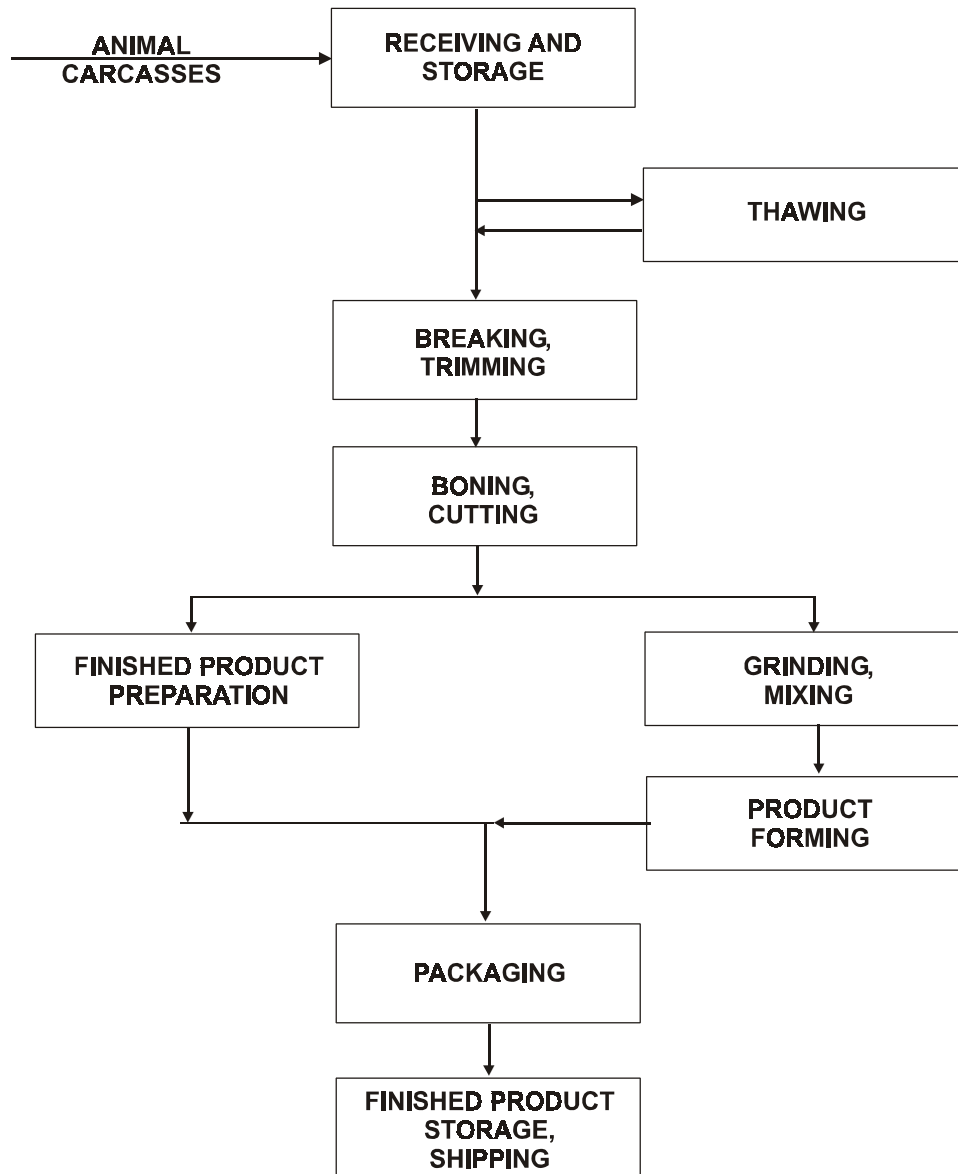 ANIMAL
CARCASSES
RECEIVING AND
STORAGE
THAWING
BREAKING,
TRIMMING
BONING,
CUTTING
FINISHED PRODUCT
PREPARATION
GRINDING,
MIXING
PRODUCT
FORMING
PACKAGING
FINISHED PRODUCT
STORAGE,
SHIPPING